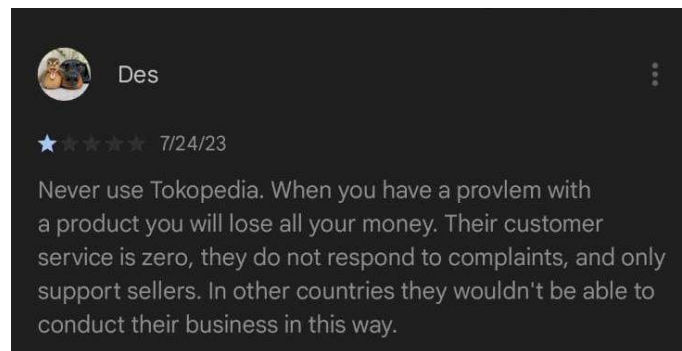 Des
7/24/23
Never use Tokopedia. When you have a provlem with
a product you will lose all your money. Their customer
service is zero, they do not respond to complaints, and only
support sellers. In other countries they wouldn't be able to
conduct their business in this way.